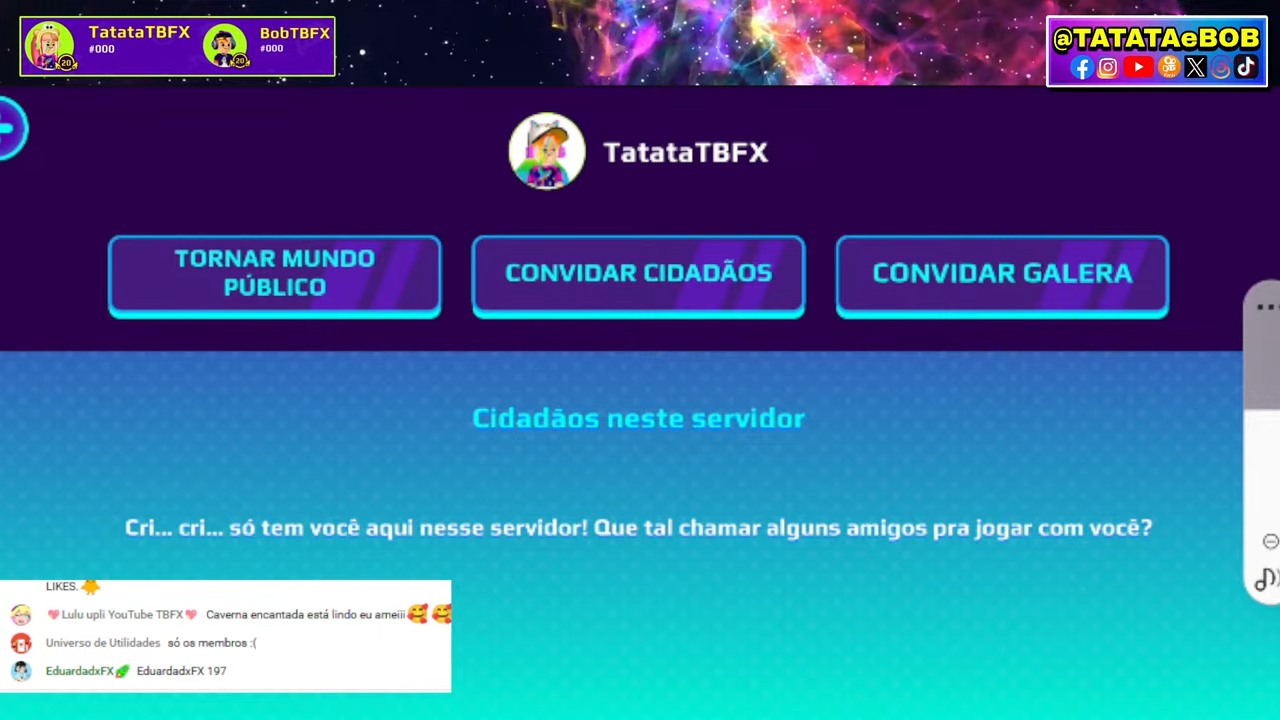 TatataTBFX
#000
20
BobTBFX
#000
20
@TATATAeBOB
TatataTBFX
TORNAR MUNDO
PÚBLICO
CONVIDAR CIDADÃOS
CONVIDAR GALERA
Cidadãos neste servidor
Cri... cri... só tem você aqui nesse servidor! Que tal chamar alguns amigos pra jogar com você?
LIKES.
Lulu upli YouTube TBFX Caverna encantada está lindo eu ameiii
Universo de Utilidades só os membros :(
EduardadxFX EduardadxFX 197